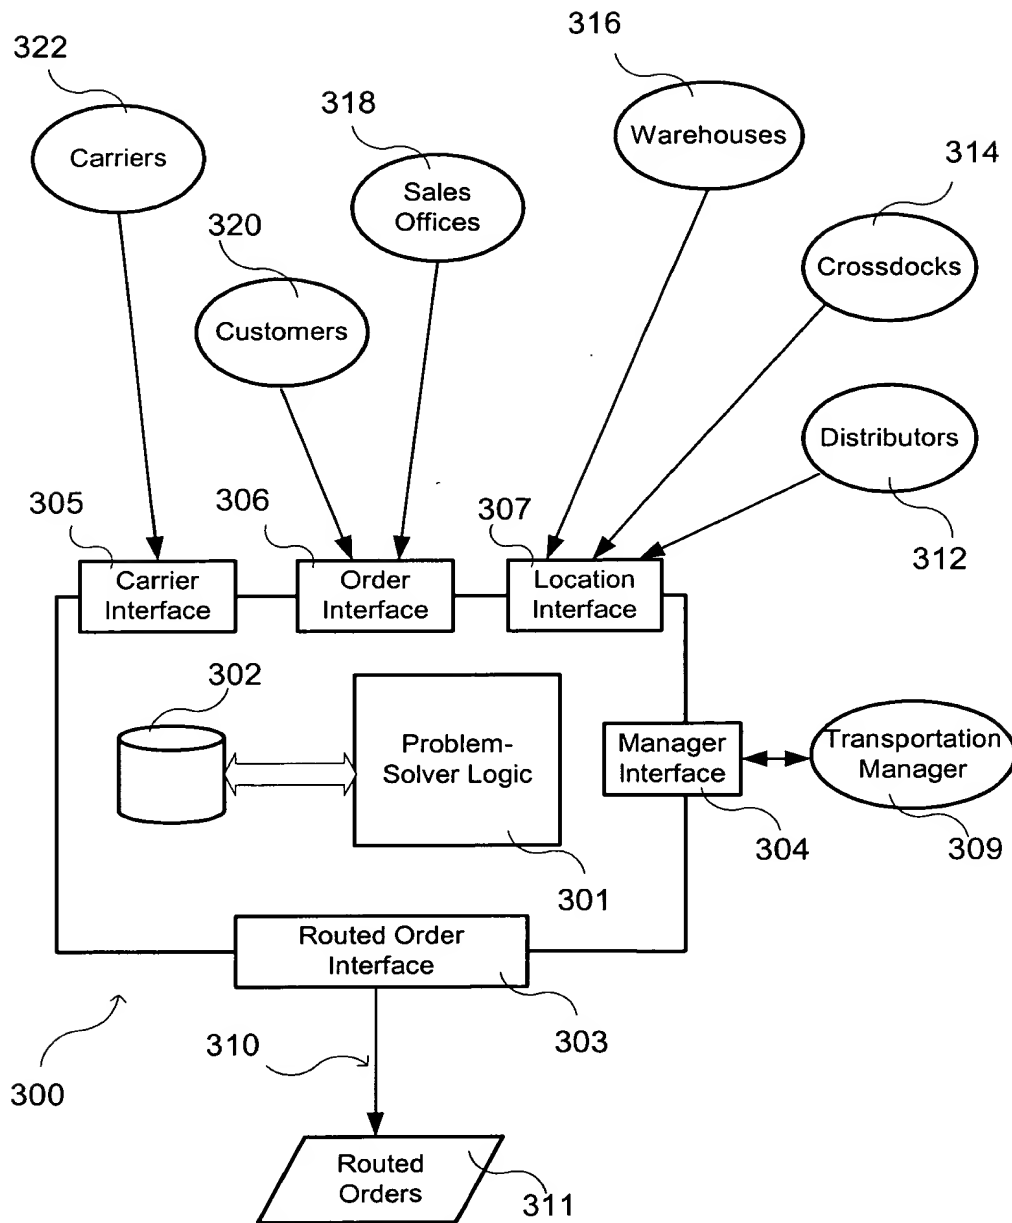 322
316
318
Carriers
Sales
Offices
Warehouses
314
320
Customers
Crossdocks
Distributors
305
306
307
312
Carrier
Interface
Order
Interface
Location
Interface
302
Problem-
Solver Logic
Manager
Interface
Transportation
Manager
304
309
301
Routed Order
Interface
303
310
300
Routed
Orders
311